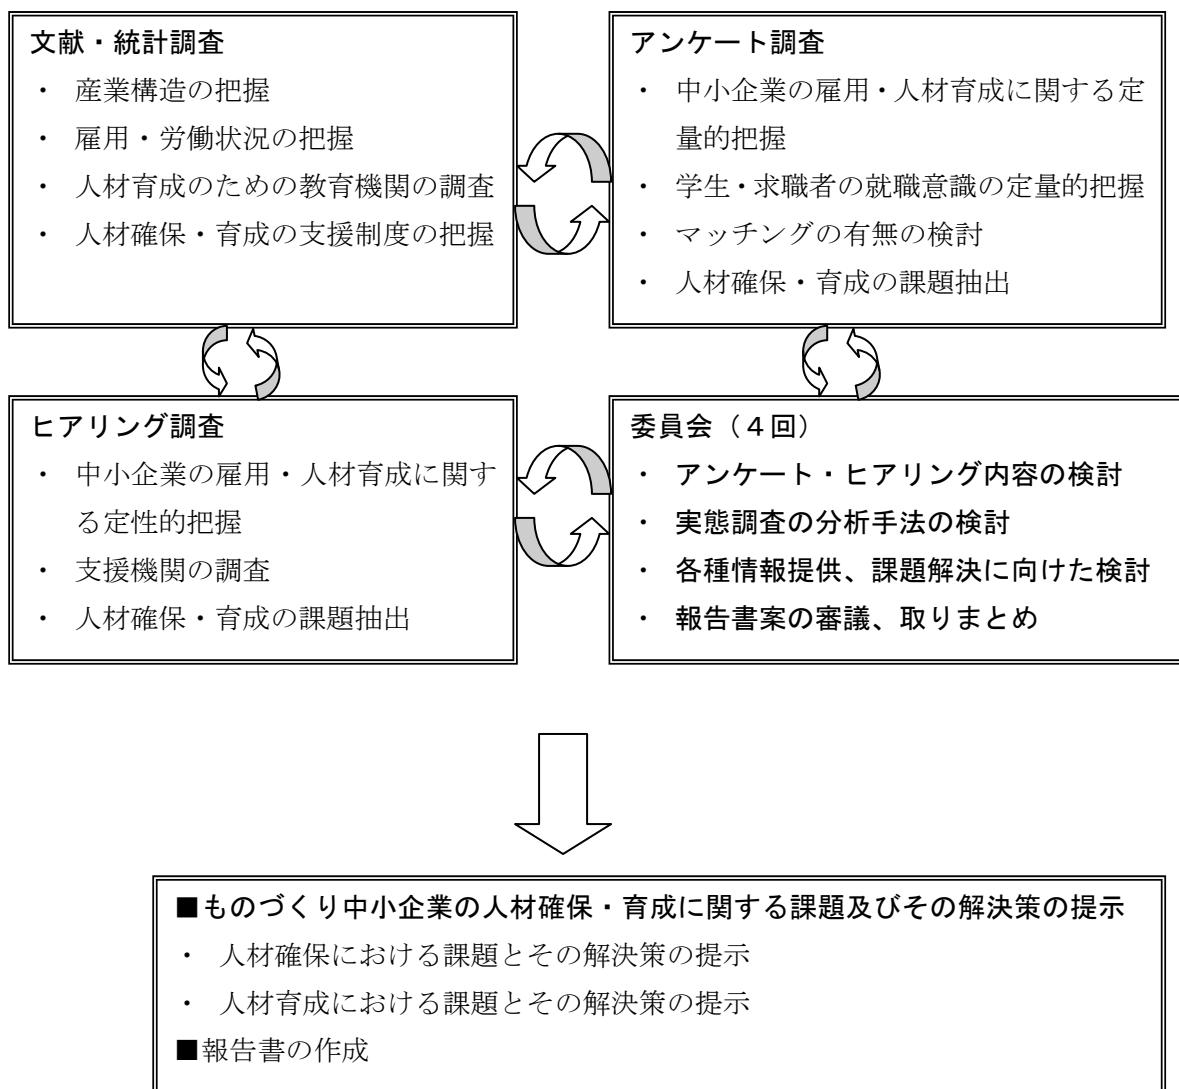 文献・統計調査
・ 産業構造の把握
・ 雇用・労働状況の把握
・ 人材育成のための教育機関の調査
・ 人材確保・育成の支援制度の把握
アンケート調査
・ 中小企業の雇用・人材育成に関する定
量的把握
・ 学生・求職者の就職意識の定量的把握
・ マッチングの有無の検討
・ 人材確保・育成の課題抽出
ヒアリング調査
・ 中小企業の雇用・人材育成に関す
る定性的把握
・ 支援機関の調査
・ 人材確保・育成の課題抽出
委員会（４回）
・ アンケート・ヒアリング内容の検討
・ 実態調査の分析手法の検討
・ 各種情報提供、課題解決に向けた検討
・ 報告書案の審議、取りまとめ
■ものづくり中小企業の人材確保・育成に関する課題及びその解決策の提示
・ 人材確保における課題とその解決策の提示
・ 人材育成における課題とその解決策の提示
■報告書の作成